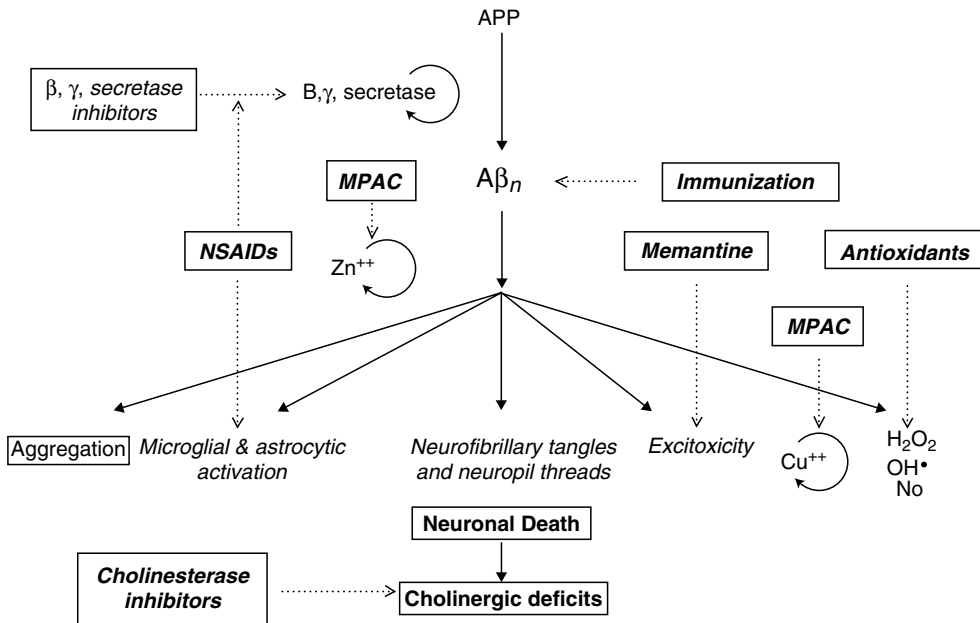 APP
β, γ, secretase
inhibitors
Β,γ, secretase
MPAC
Aβn
Immunization
NSAIDs
Zn++
Memantine
Antioxidants
MPAC
Aggregation
Microglial & astrocytic
activation
Neurofibrillary tangles
and neuropil threads
Excitoxicity
Cu++
H2O2
OH•
No
Neuronal Death
Cholinesterase
inhibitors
Cholinergic deficits